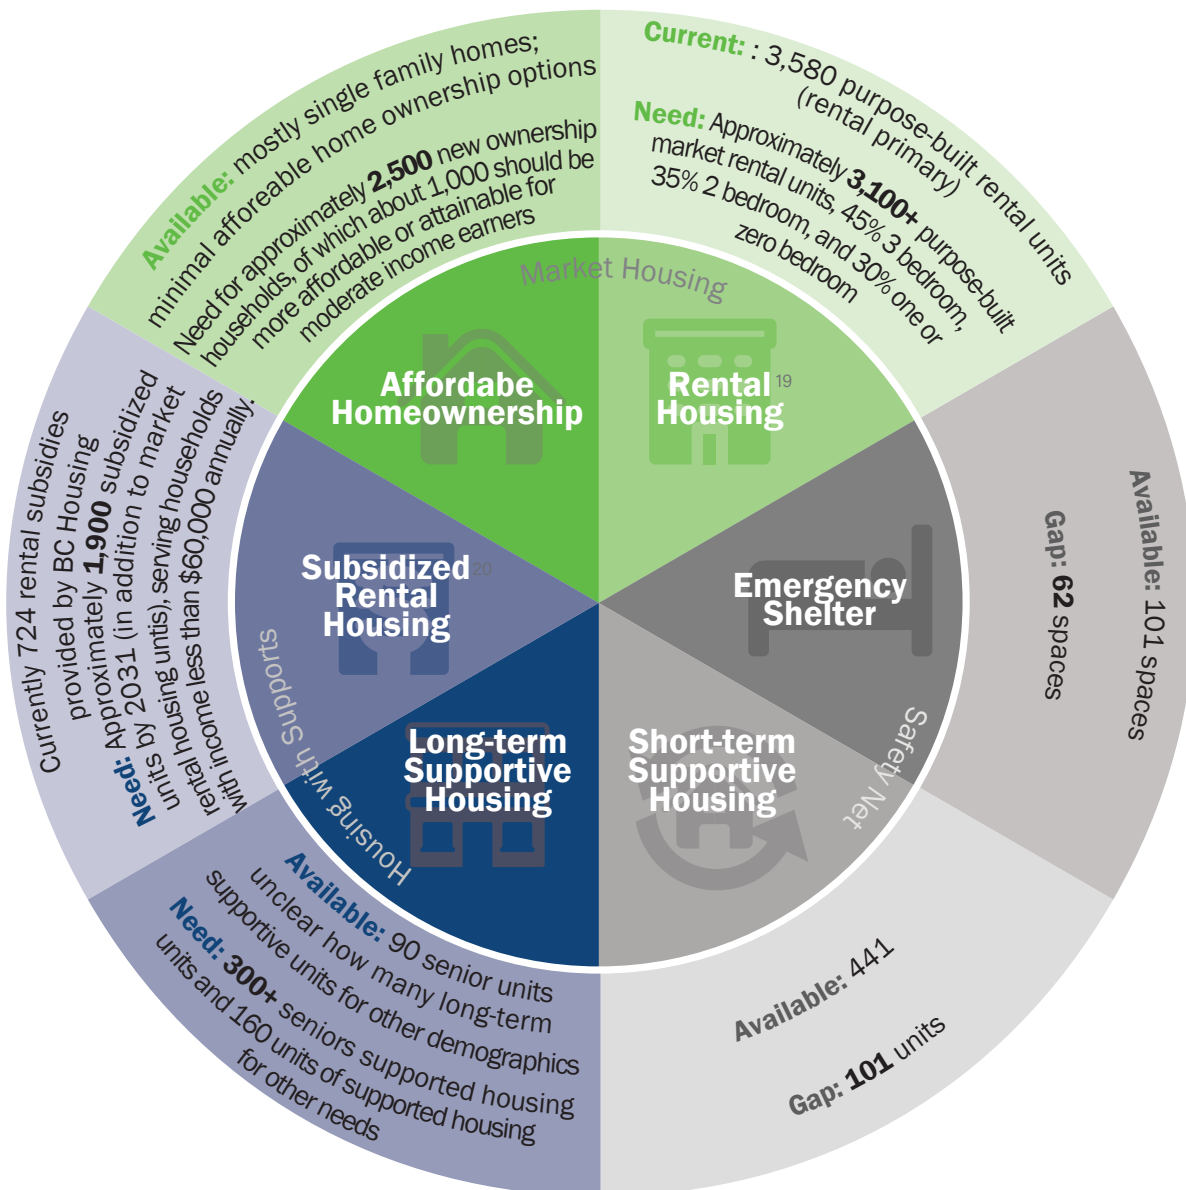 Available: mostly single family homes;
minimal afforeable home ownership options
Need for approximately 2,500 new ownership
households, of which about 1,000 should be
more affordable or attainable for
moderate income earners
Current: : 3,580 purpose-built rental units
(rental primary)
Need: Approximately 3,100+ purpose-built
market rental units, 45% 3 bedroom,
35% 2 bedroom, and 30% one or
zero bedroom
Market Housing
Affordabe
Homeownership
Rental 19
Housing
Currently 724 rental subsidies
provided by BC Housing
Need: Approximately 1,900 subsidized
units by 2031 (in addition to market
rental housing untis), serving households
with income less than $60,000 annually.
Subsidized 20
Rental
Housing
Emergency
Shelter
Available: 101 spaces
Gap: 62 spaces
Housing with Supports
Long-term
Supportive
Housing
Short-term
Supportive
Housing
Safety Net
Available: 90 senior units
unclear how many long-term
supportive units for other demographics
Need: 300+ seniors supported housing
units and 160 units of supported housing
for other needs
Available: 441
Gap: 101 units